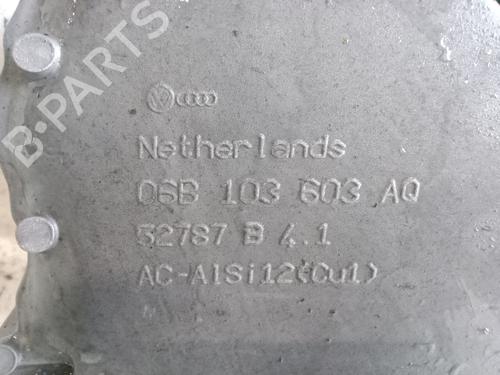 B-PARTS
Netherlands
06B 103 603 AQ
52787 B 4.1
AC-AlSi12(Cu1)